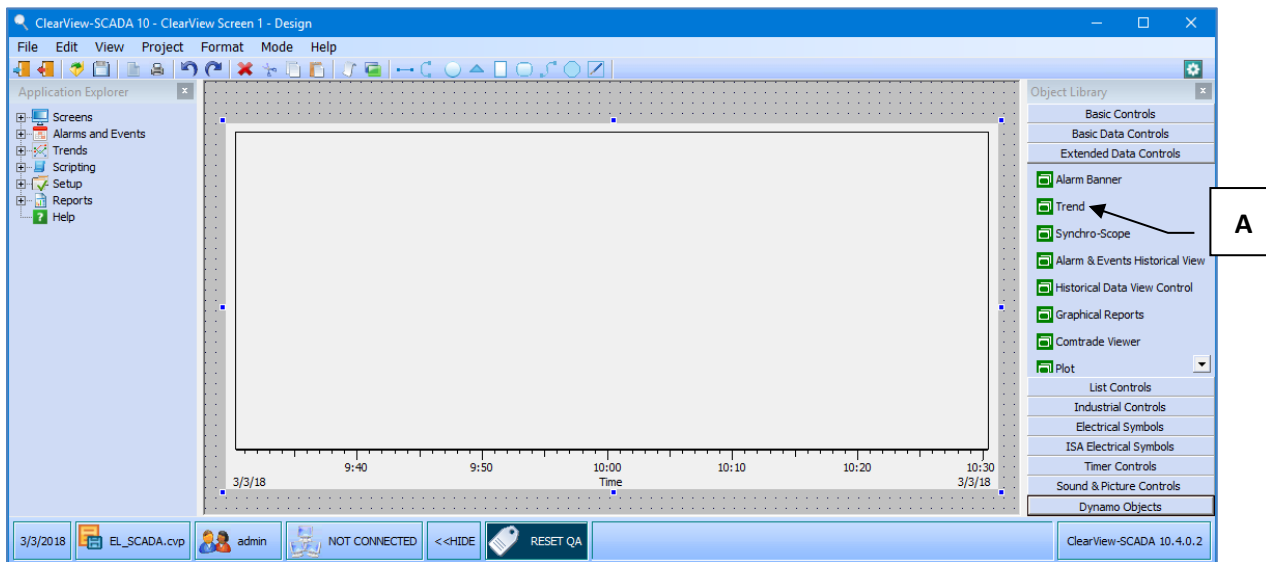 ClearView-SCADA 10 - ClearView Screen 1 - Design
File Edit View Project Format Mode Help
Application Explorer
Screens
Alarms and Events
Trends
Scripting
Setup
Reports
Help
9:40 9:50 10:00 10:10 10:20 10:30
3/3/18 Time 3/3/18
Object Library
Basic Controls
Basic Data Controls
Extended Data Controls
Alarm Banner
Trend
Synchro-Scope
Alarm & Events Historical View
Historical Data View Control
Graphical Reports
Comtrade Viewer
Plot
List Controls
Industrial Controls
Electrical Symbols
ISA Electrical Symbols
Timer Controls
Sound & Picture Controls
Dynamo Objects
A
3/3/2018 EL_SCADA.cvp admin NOT CONNECTED <<HIDE RESET QA ClearView-SCADA 10.4.0.2